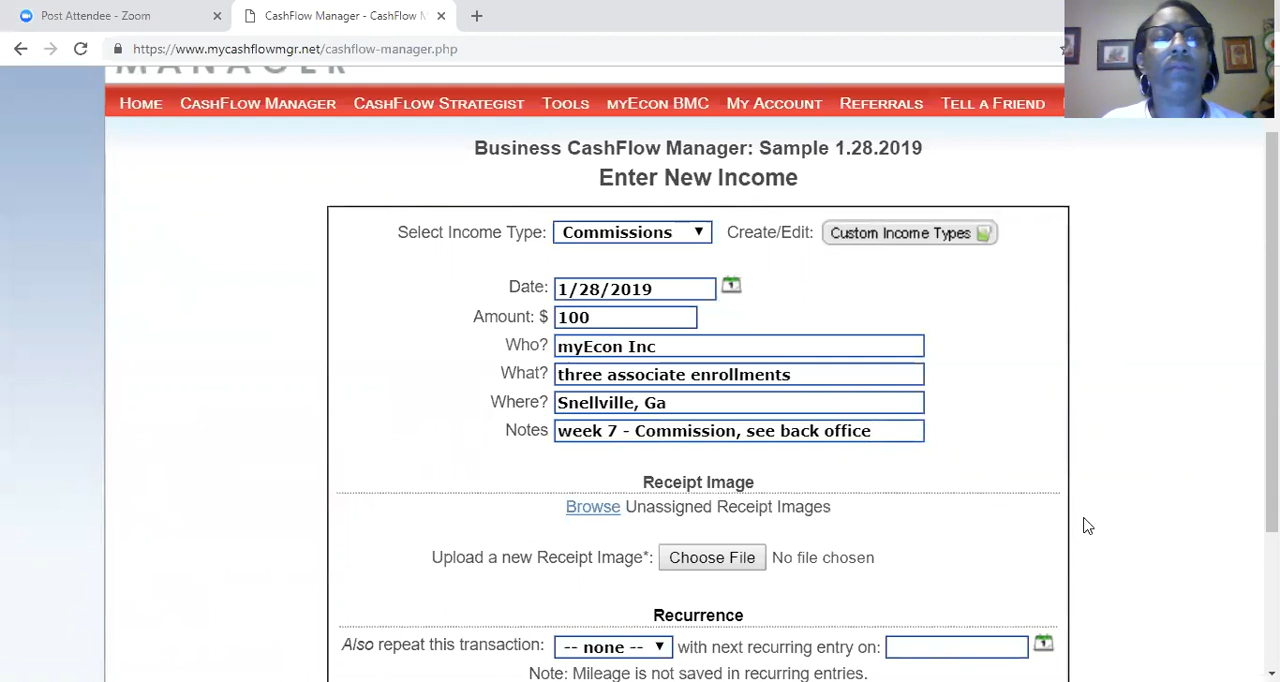 Post Attendee - Zoom
CashFlow Manager - CashFlow M
https://www.mycashflowmgr.net/cashflow-manager.php
MANAGER
HOME CASHFLOW MANAGER CASHFLOW STRATEGIST TOOLS MYECON BMC MY ACCOUNT REFERRALS TELL A FRIEND
Business CashFlow Manager: Sample 1.28.2019
Enter New Income
Select Income Type: Commissions Create/Edit: Custom Income Types
Date: 1/28/2019
Amount: $ 100
Who? myEcon Inc
What? three associate enrollments
Where? Snellville, Ga
Notes week 7 - Commission, see back office
Receipt Image
Browse Unassigned Receipt Images
Upload a new Receipt Image*: Choose File No file chosen
Recurrence
Also repeat this transaction: -- none -- with next recurring entry on:
Note: Mileage is not saved in recurring entries.